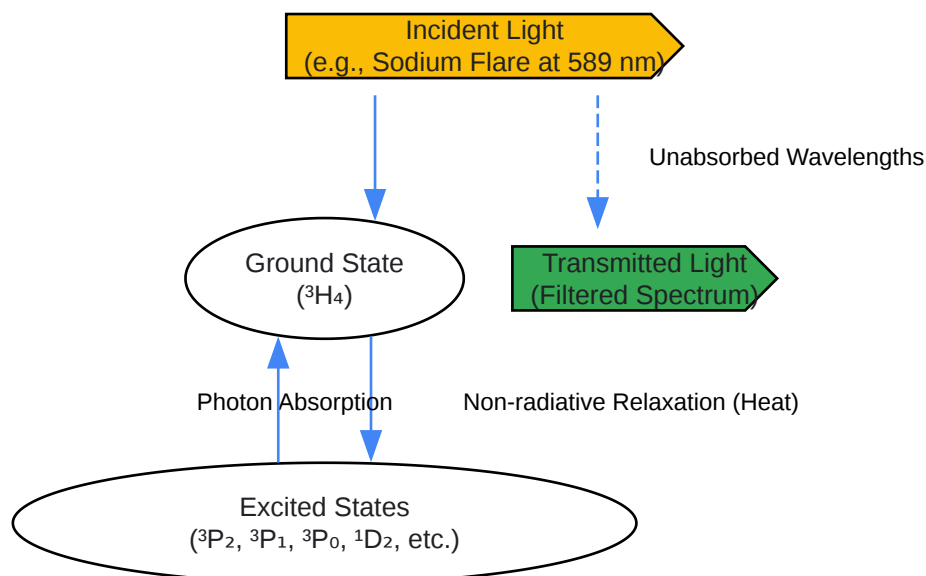 Incident Light
(e.g., Sodium Flare at 589 nm)
Unabsorbed Wavelengths
Ground State
(³H₄)
Transmitted Light
(Filtered Spectrum)
Photon Absorption
Non-radiative Relaxation (Heat)
Excited States
(³P₂, ³P₁, ³P₀, ¹D₂, etc.)